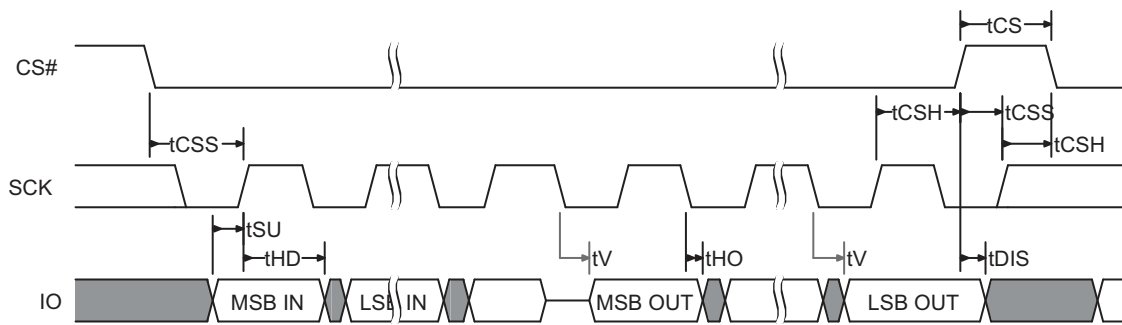 tCS
CS#
tCSH
tCSS
tCSS
tCSH
SCK
tSU
tHD
tV
tHO
tV
tDIS
IO
MSB IN
LSB IN
MSB OUT
LSB OUT